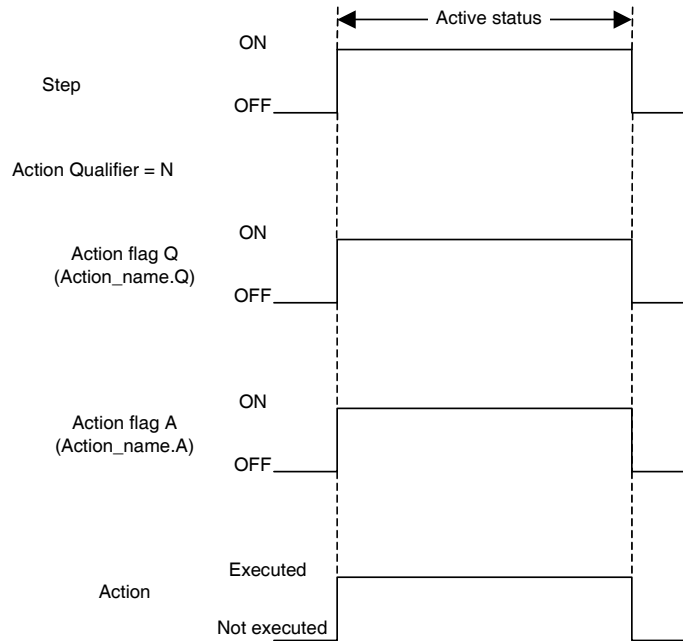 Active status
ON
Step
OFF
Action Qualifier = N
ON
Action flag Q
(Action_name.Q)
OFF
ON
Action flag A
(Action_name.A)
OFF
Executed
Action
Not executed